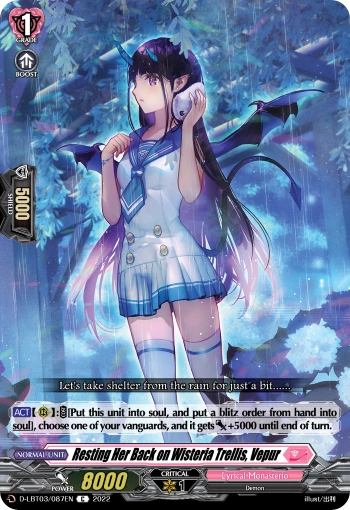 1
GRADE
BOOST
5000
SHIELD
Let's take shelter from the rain for just a bit......
ACT【 R 】:[Put this unit into soul, and put a blitz order from hand into
soul], choose one of your vanguards, and it gets +5000 until end of turn.
NORMAL UNIT Resting Her Back on Wisteria Trellis, Vepur
POWER 8000 CRITICAL 1 Lyrical Monasterio
Demon
D-LBT03/087EN C 2022 illust/出利